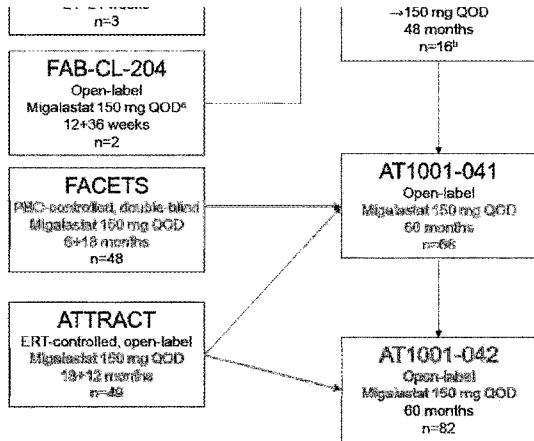 n=3
FAB-CL-204
Open-label
Migalastat 150 mg QODᵃ
12+36 weeks
n=2
FACETS
PBO-controlled, double-blind
Migalastat 150 mg QOD
6+18 months
n=48
ATTRACT
ERT-controlled, open-label
Migalastat 150 mg QOD
18+12 months
n=49
→150 mg QOD
48 months
n=16ᵇ
AT1001-041
Open-label
Migalastat 150 mg QOD
60 months
AT1001-042
Open-label
Migalastat 150 mg QOD
60 months
n=82